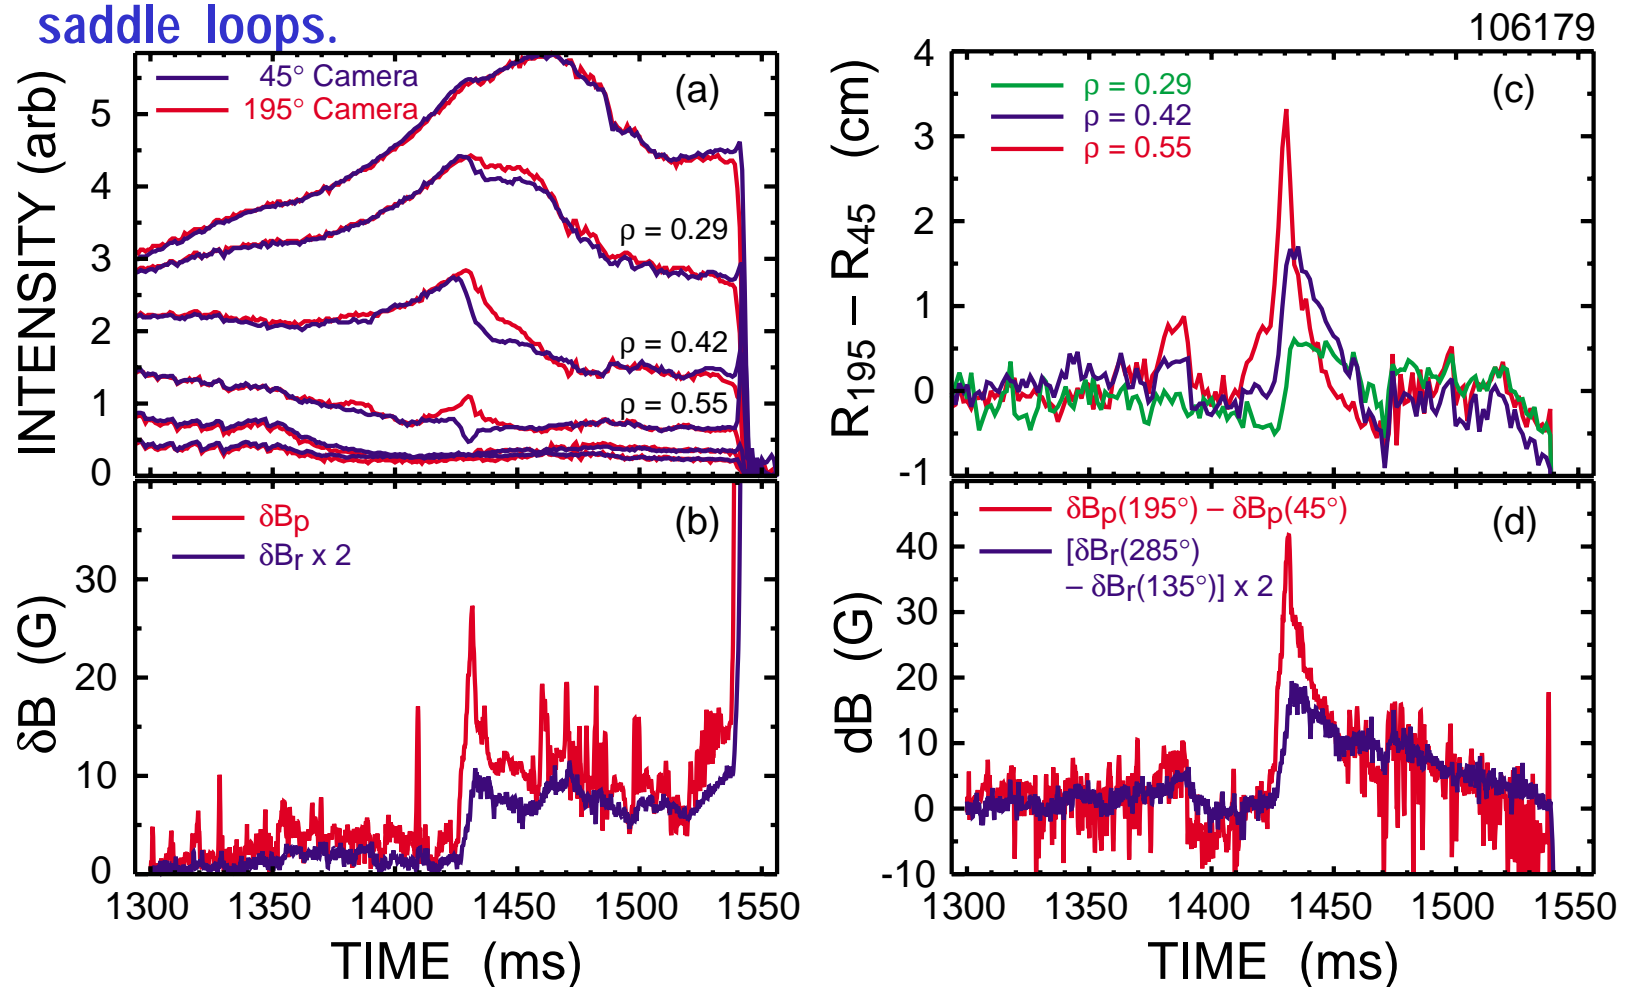 saddle loops.
106179
INTENSITY (arb)
5
4
3
2
1
0
45° Camera
195° Camera
(a)
ρ = 0.29
ρ = 0.42
ρ = 0.55
δB (G)
30
20
10
0
δBp
δBr x 2
(b)
1300 1350 1400 1450 1500 1550
TIME (ms)
R195 – R45 (cm)
4
3
2
1
0
-1
ρ = 0.29
ρ = 0.42
ρ = 0.55
(c)
dB (G)
40
30
20
10
0
-10
δBp(195°) – δBp(45°)
[δBr(285°)
– δBr(135°)] x 2
(d)
1300 1350 1400 1450 1500 1550
TIME (ms)